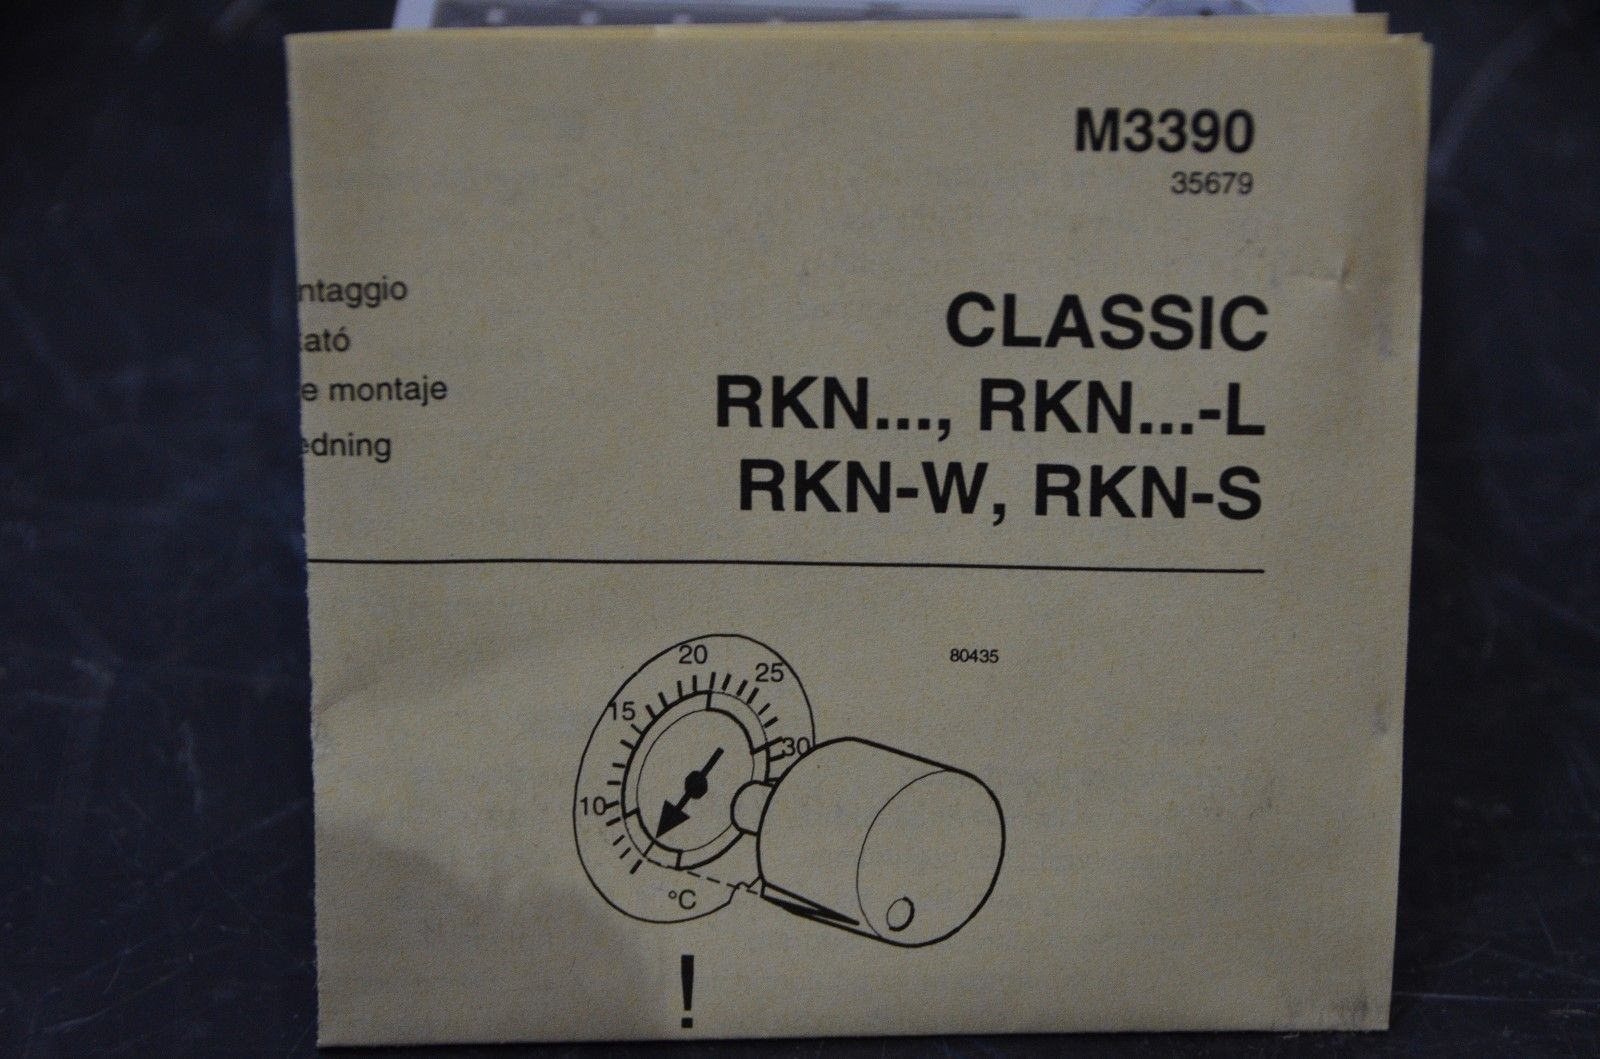 M3390
35679
ntaggio
ató
e montaje
edning
CLASSIC
RKN..., RKN...-L
RKN-W, RKN-S
80435
20
25
15
30
10
°C
!